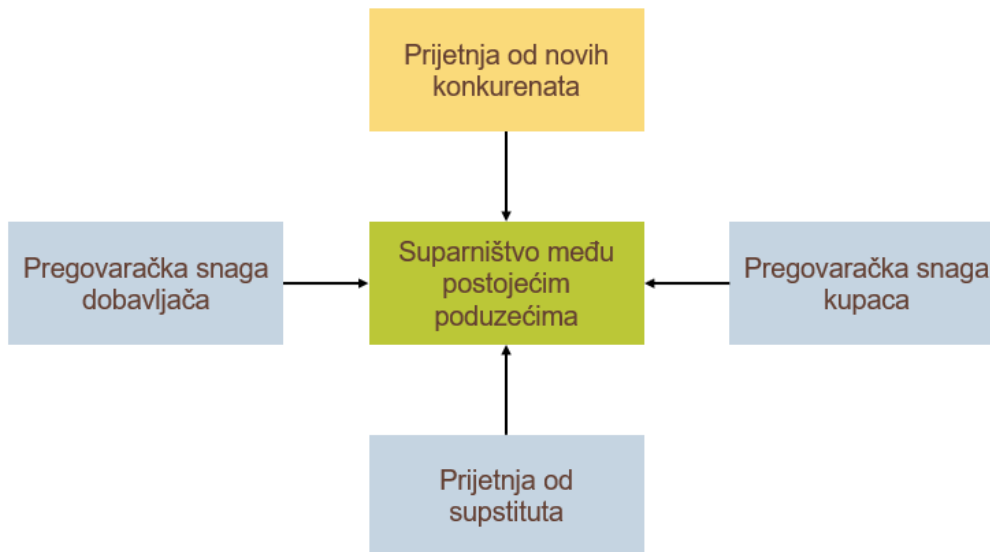 Prijetnja od novih
konkurenata
Pregovaračka snaga
dobavljača
Suparništvo među
postojećim
poduzećima
Pregovaračka snaga
kupaca
Prijetnja od
supstituta